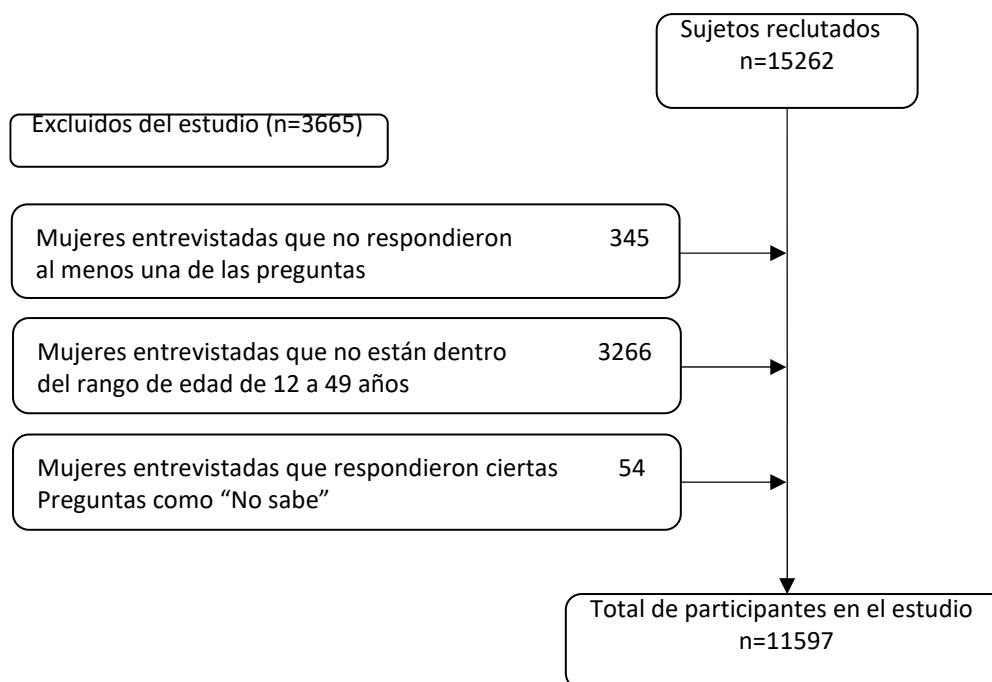 Sujetos reclutados
n=15262
Excluidos del estudio (n=3665)
Mujeres entrevistadas que no respondieron 345
al menos una de las preguntas
Mujeres entrevistadas que no están dentro 3266
del rango de edad de 12 a 49 años
Mujeres entrevistadas que respondieron ciertas 54
Preguntas como “No sabe”
Total de participantes en el estudio
n=11597